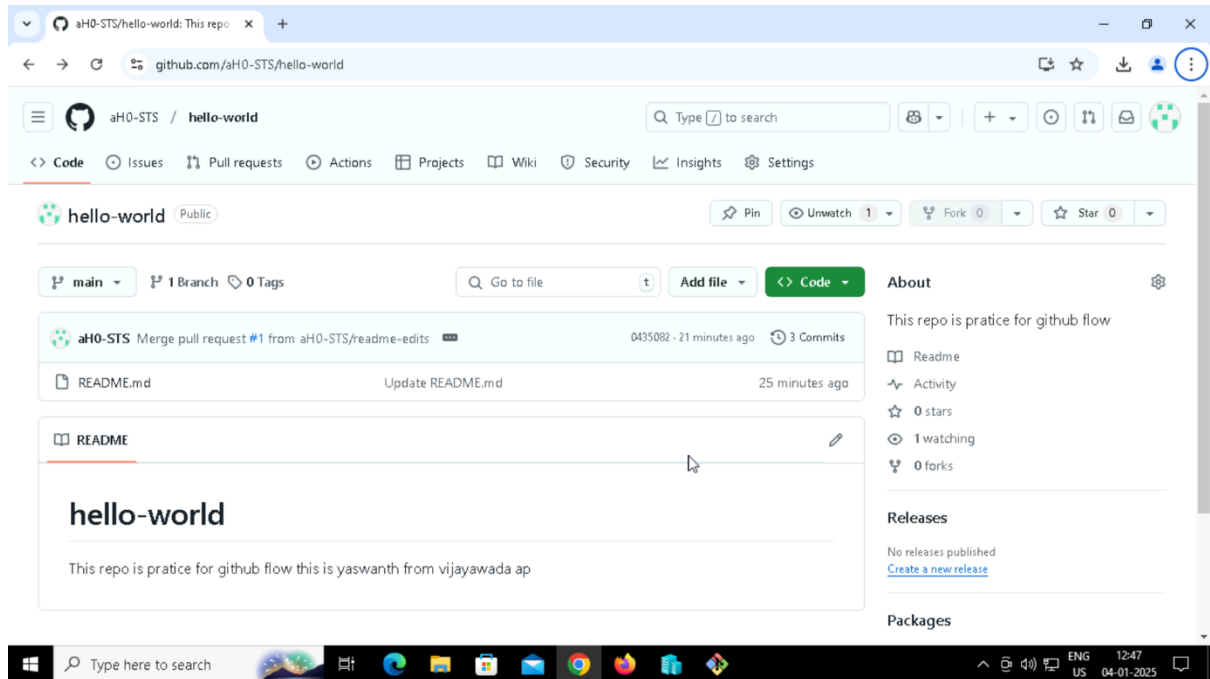 aH0-STS/hello-world: This repo
github.com/aH0-STS/hello-world
aH0-STS / hello-world
Type / to search
Code Issues Pull requests Actions Projects Wiki Security Insights Settings
hello-world Public
Pin Unwatch 1 Fork 0 Star 0
main 1 Branch 0 Tags Go to file t Add file Code
About
This repo is pratice for github flow
aH0-STS Merge pull request #1 from aH0-STS/readme-edits 0435082 · 21 minutes ago 3 Commits
README.md Update README.md 25 minutes ago
Readme
Activity
0 stars
1 watching
0 forks
README
hello-world
This repo is pratice for github flow this is yaswanth from vijayawada ap
Releases
No releases published
Create a new release
Packages
Type here to search
ENG
US
12:47
04-01-2025